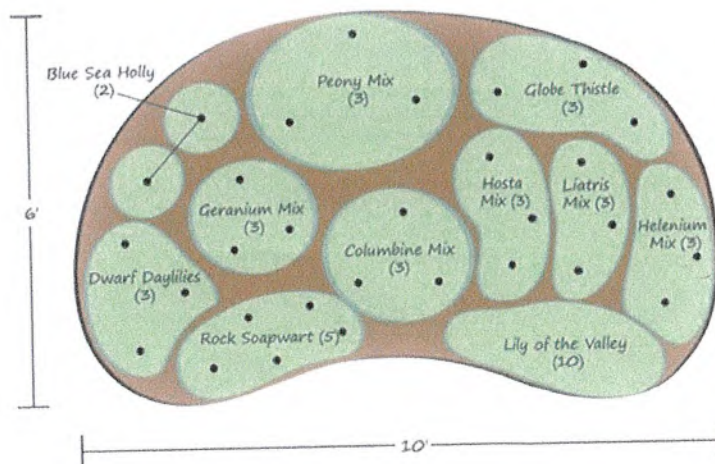 Blue Sea Holly
(2)
Peony Mix
(3)
Globe Thistle
(3)
6'
Geranium Mix
(3)
Hosta
Mix (3)
Liatris
Mix (3)
Helenium
Mix (3)
Columbine Mix
(3)
Dwarf Daylilies
(3)
Rock Soapwart (5)
Lily of the Valley
(10)
10'